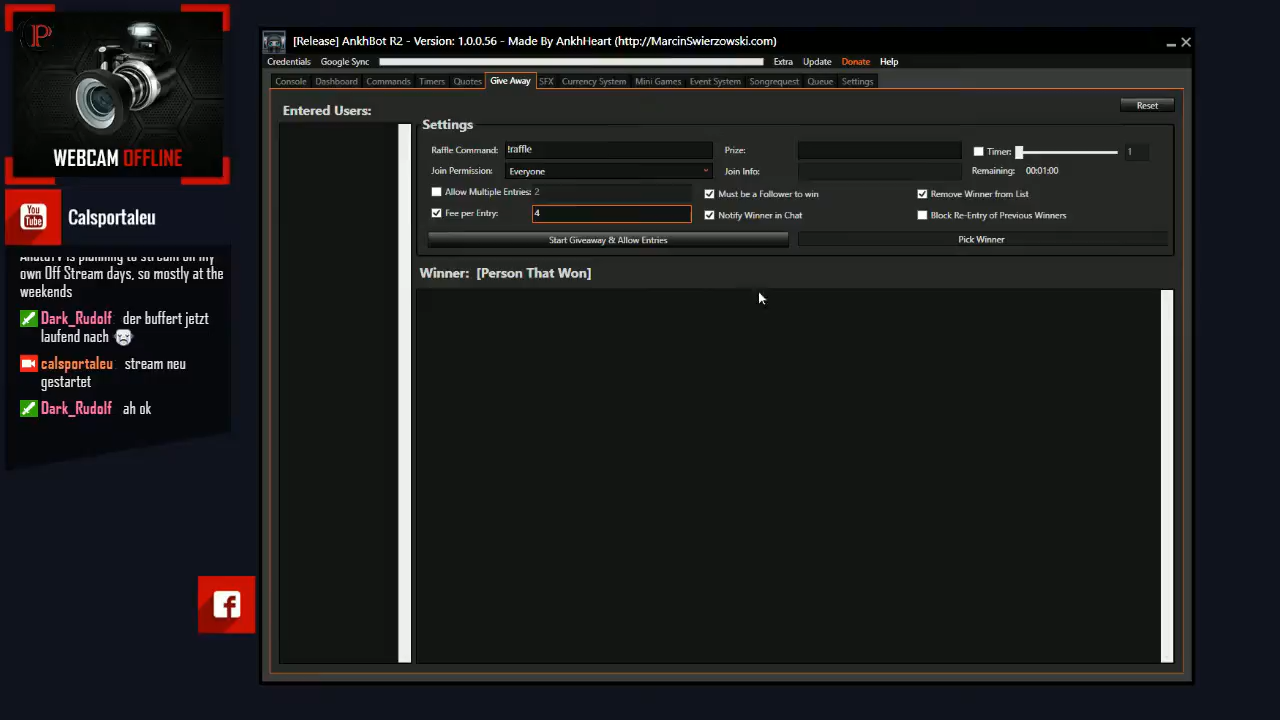 WEBCAM OFFLINE
You
Tube
Calsportaleu
own Off Stream days, so mostly at the
weekends
Dark_Rudolf der buffert jetzt
laufend nach
calsportaleu stream neu
gestartet
Dark_Rudolf ah ok
[Release] AnkhBot R2 - Version: 1.0.0.56 - Made By AnkhHeart (http://MarcinSwierzowski.com)
Credentials Google Sync Extra Update Donate Help
Console Dashboard Commands Timers Quotes Give Away SFX Currency System Mini Games Event System Songrequest Queue Settings
Entered Users:
Reset
Settings
Raffle Command: !raffle Prize: Timer: 1
Join Permission: Everyone Join Info: Remaining: 00:01:00
Allow Multiple Entries: 2 Must be a Follower to win Remove Winner from List
Fee per Entry: 4 Notify Winner in Chat Block Re-Entry of Previous Winners
Start Giveaway & Allow Entries Pick Winner
Winner: [Person That Won]